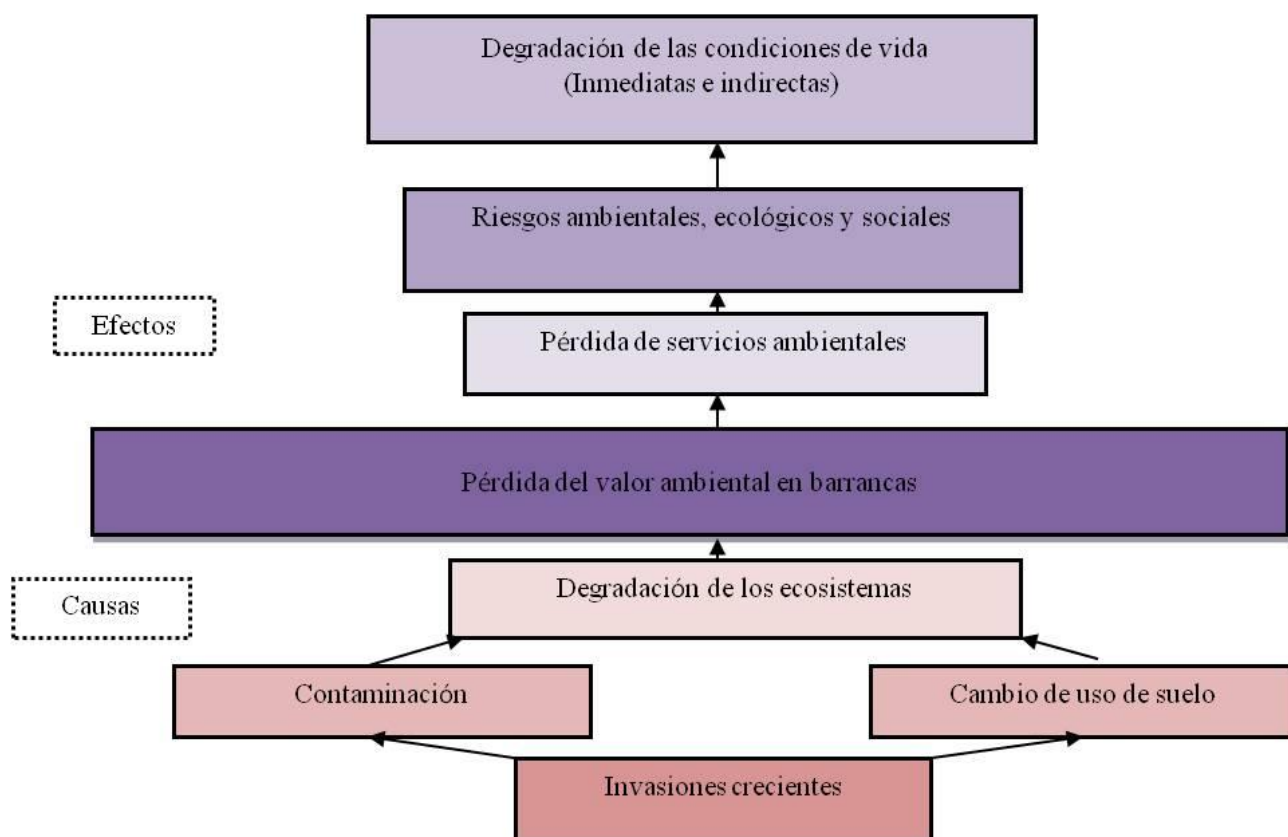 Degradación de las condiciones de vida
(Inmediatas e indirectas)
Riesgos ambientales, ecológicos y sociales
Efectos
Pérdida de servicios ambientales
Pérdida del valor ambiental en barrancas
Degradación de los ecosistemas
Causas
Contaminación
Cambio de uso de suelo
Invasiones crecientes